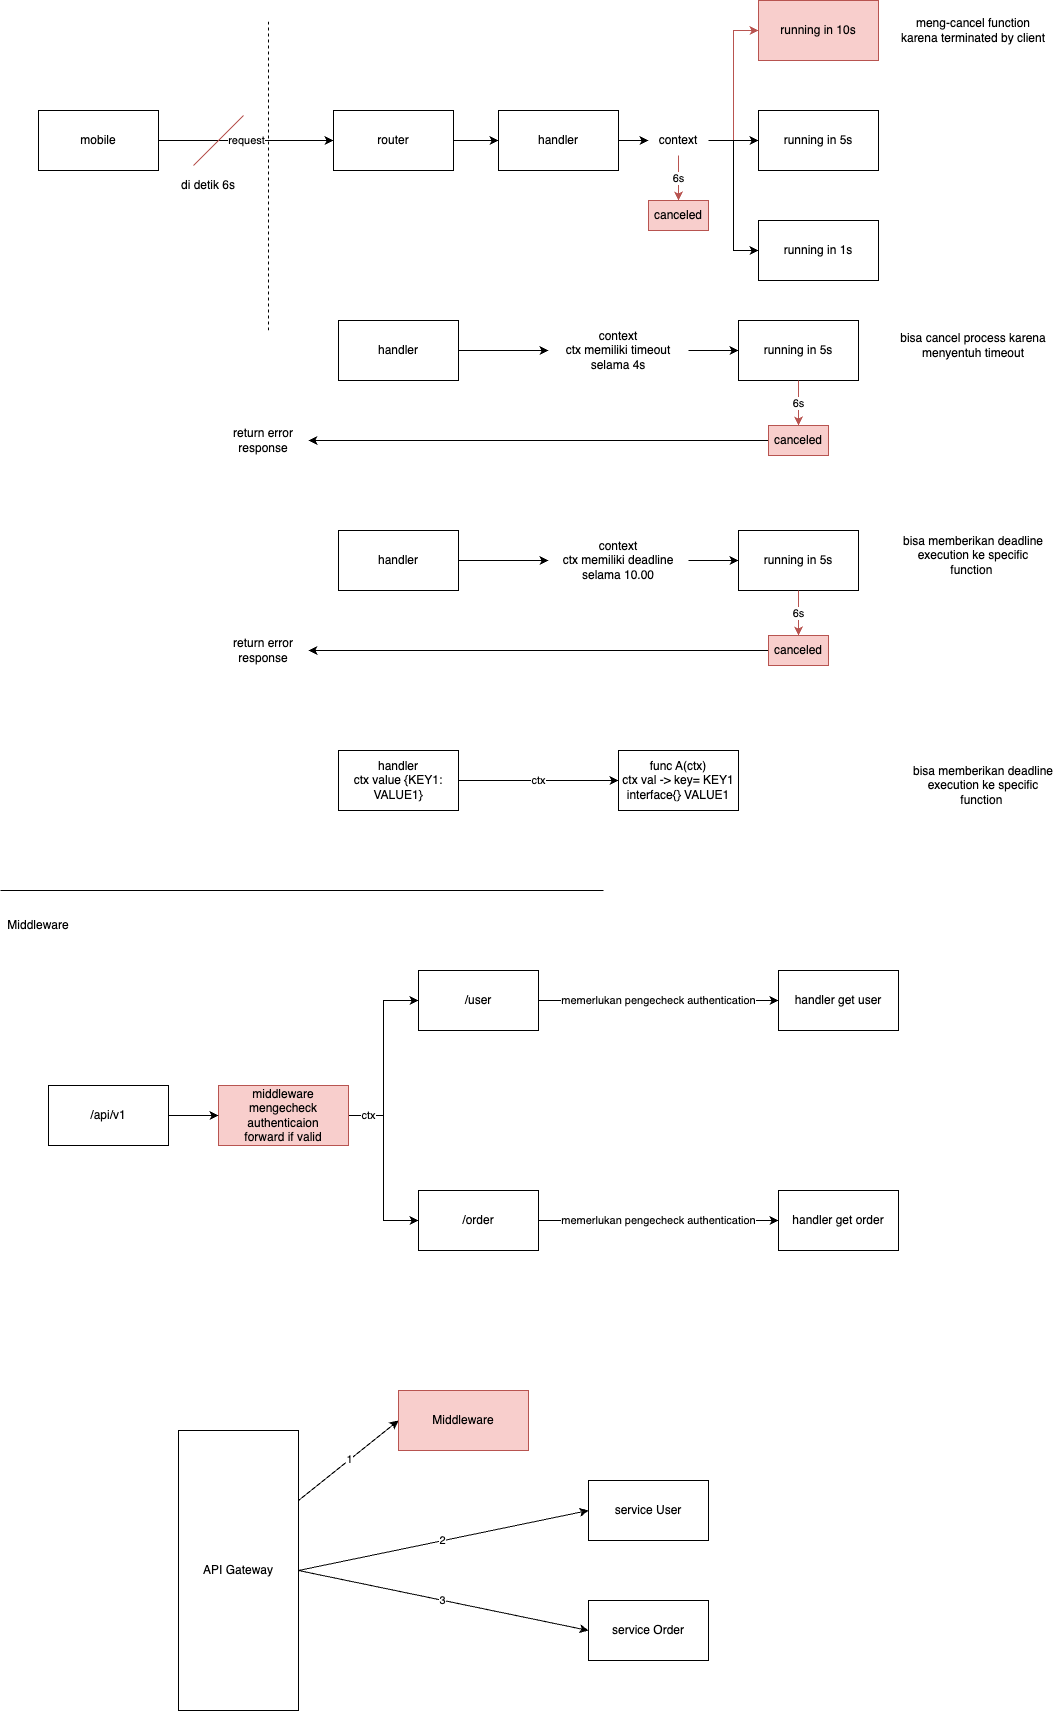 running in 10s
meng-cancel function
karena terminated by client
mobile
request
di detik 6s
router
handler
context
running in 5s
6s
canceled
running in 1s
handler
context
ctx memiliki timeout
selama 4s
running in 5s
bisa cancel process karena
menyentuh timeout
6s
canceled
return error
response
handler
context
ctx memiliki deadline
selama 10.00
running in 5s
bisa memberikan deadline
execution ke specific
function
6s
canceled
return error
response
handler
ctx value {KEY1:
VALUE1}
ctx
func A(ctx)
ctx val -> key= KEY1
interface{} VALUE1
bisa memberikan deadline
execution ke specific
function
Middleware
/user
memerlukan pengecheck authentication
handler get user
/api/v1
middleware
mengecheck
authenticaion
forward if valid
ctx
/order
memerlukan pengecheck authentication
handler get order
Middleware
1
API Gateway
2
service User
3
service Order